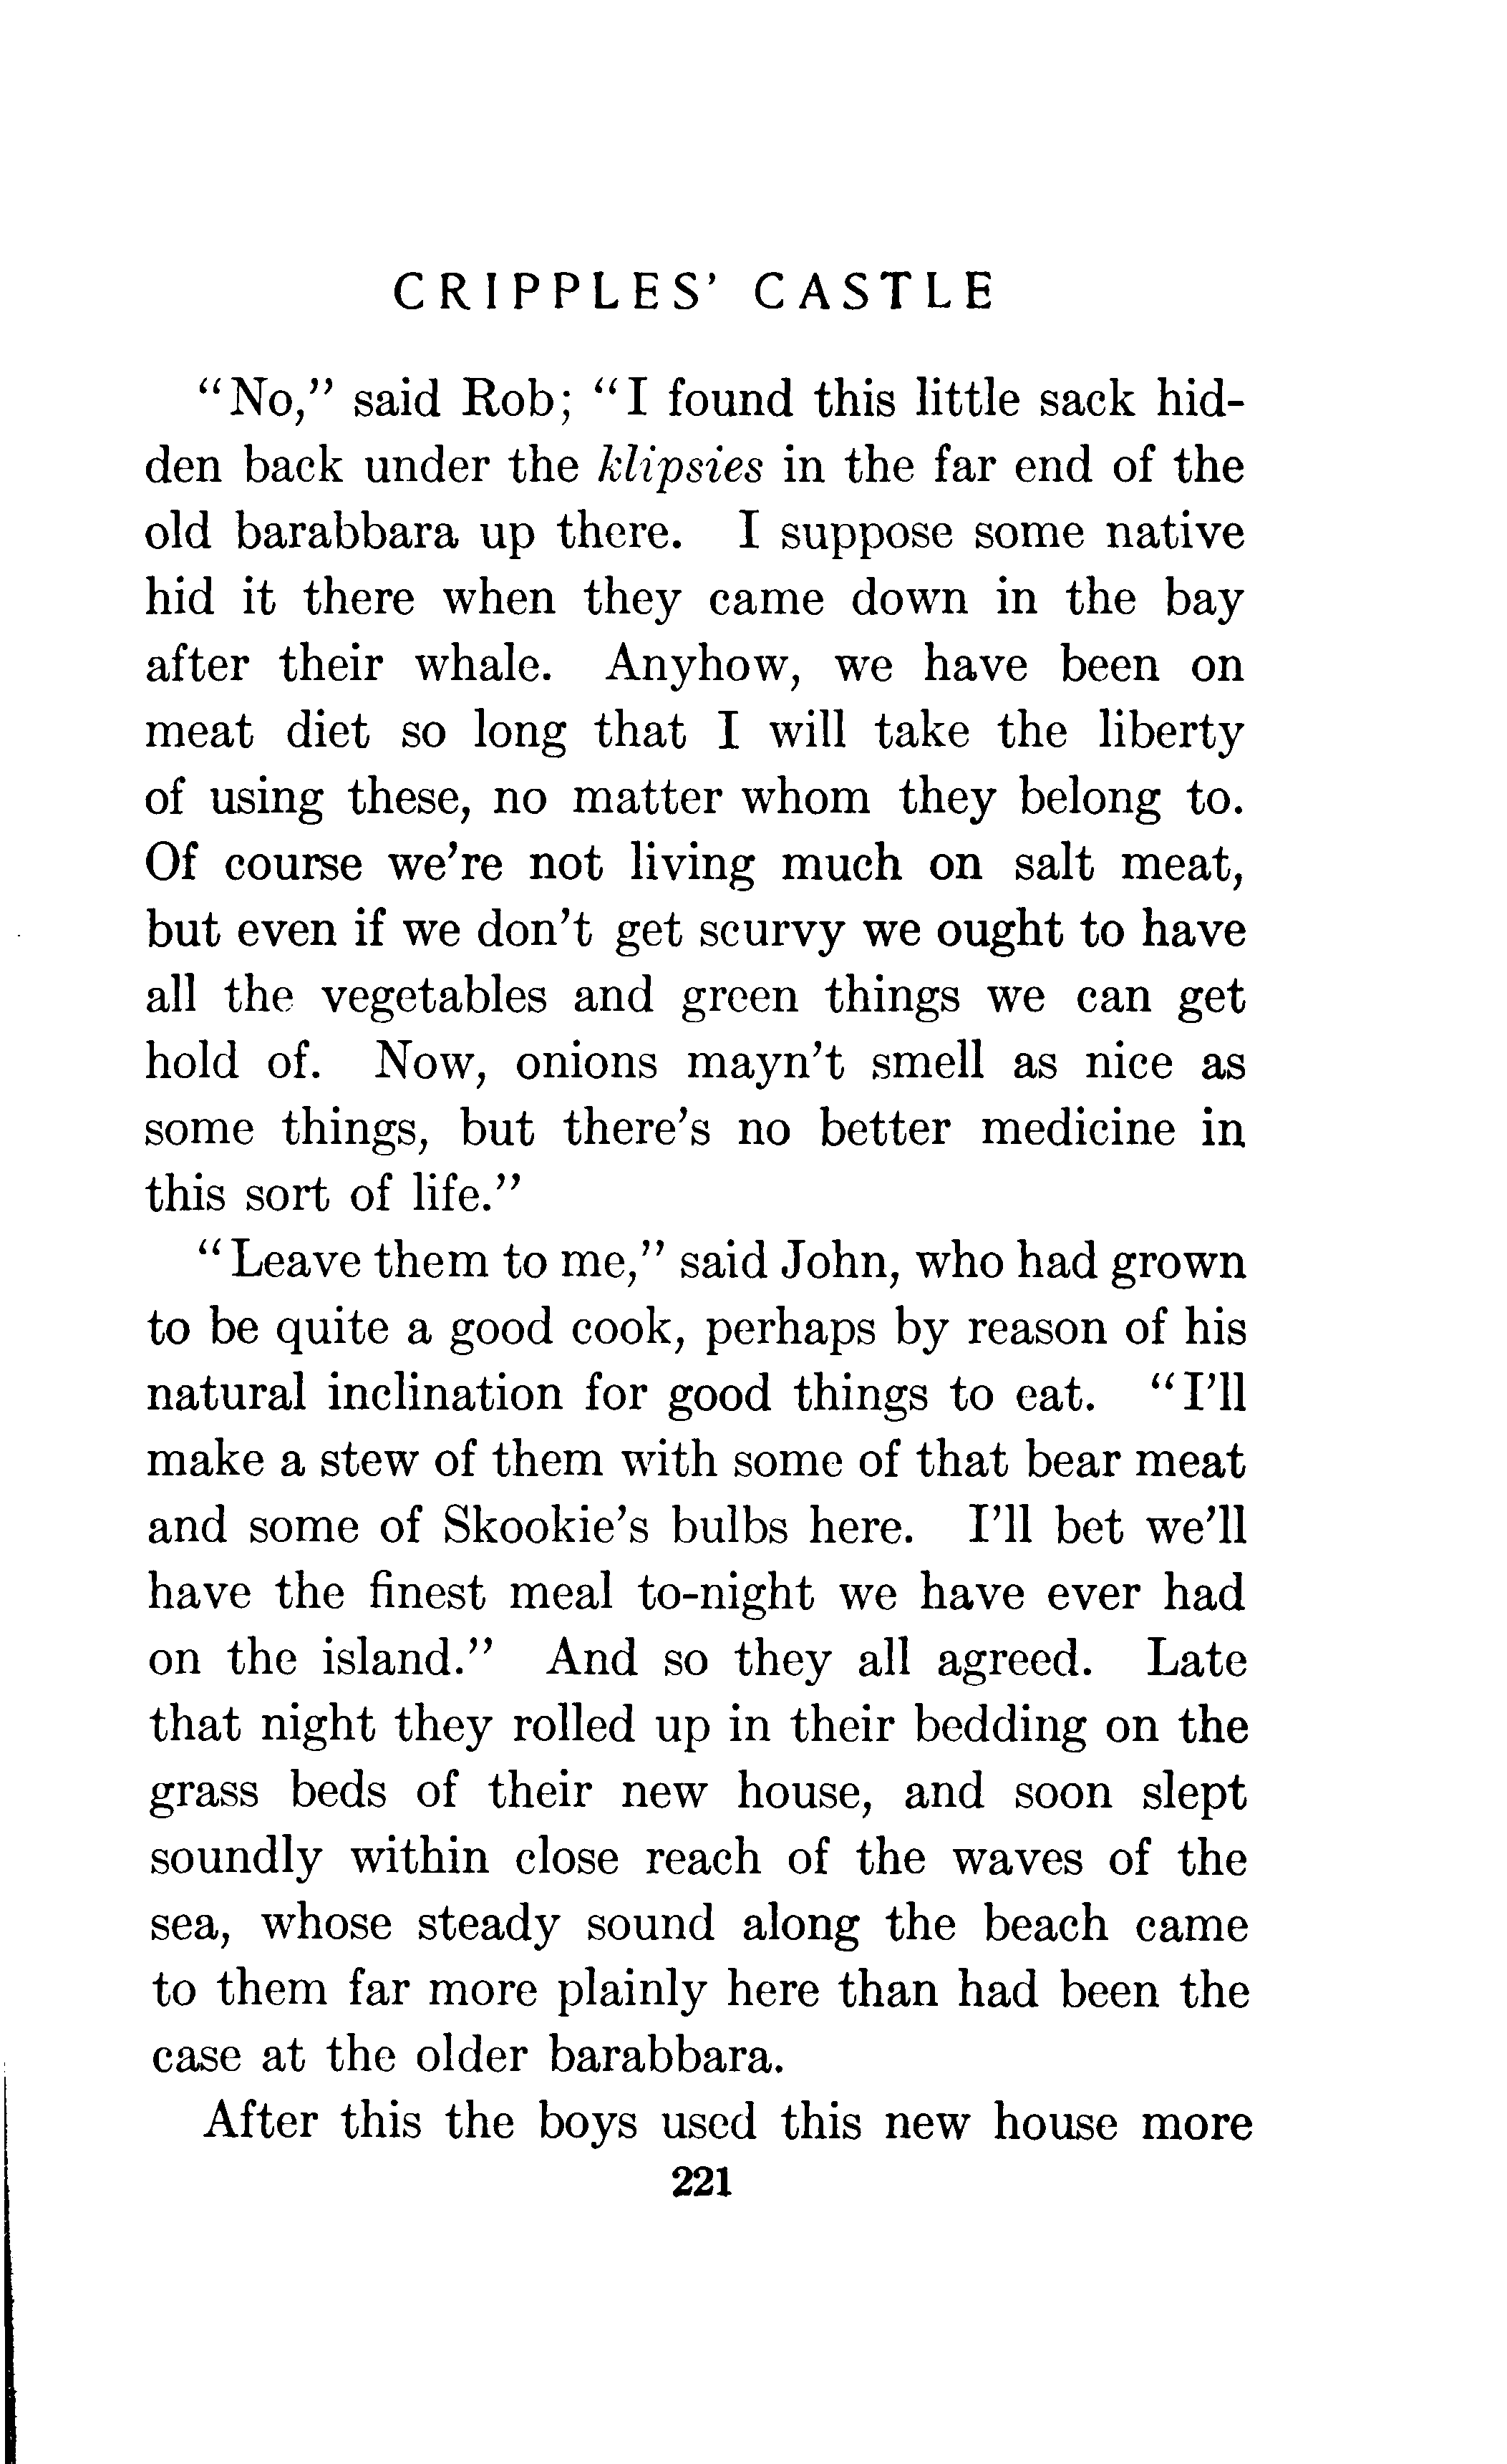 CRIPPLES' CASTLE
“No,” said Rob; “I found this little sack hid-
den back under the klipsies in the far end of the
old barabbara up there. I suppose some native
hid it there when they came down in the bay
after their whale. Anyhow, we have been on
meat diet so long that I will take the liberty
of using these, no matter whom they belong to.
Of course we're not living much on salt meat,
but even if we don't get scurvy we ought to have
all the vegetables and green things we can get
hold of. Now, onions mayn't smell as nice as
some things, but there's no better medicine in
this sort of life.”
“Leave them to me,” said John, who had grown
to be quite a good cook, perhaps by reason of his
natural inclination for good things to eat. “I'll
make a stew of them with some of that bear meat
and some of Skookie's bulbs here. I'll bet we'll
have the finest meal to-night we have ever had
on the island.” And so they all agreed. Late
that night they rolled up in their bedding on the
grass beds of their new house, and soon slept
soundly within close reach of the waves of the
sea, whose steady sound along the beach came
to them far more plainly here than had been the
case at the older barabbara.
After this the boys used this new house more
221